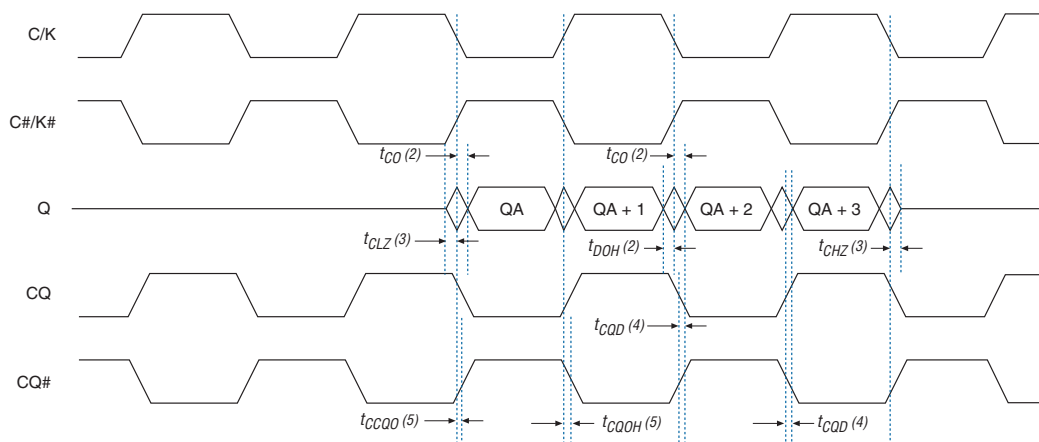 C/K
C#/K#
tCO (2) tCO (2)
Q QA QA + 1 QA + 2 QA + 3
tCLZ (3) tDOH (2) tCHZ (3)
CQ
tCQD (4)
CQ#
tCCQO (5) tCQOH (5) tCQD (4)